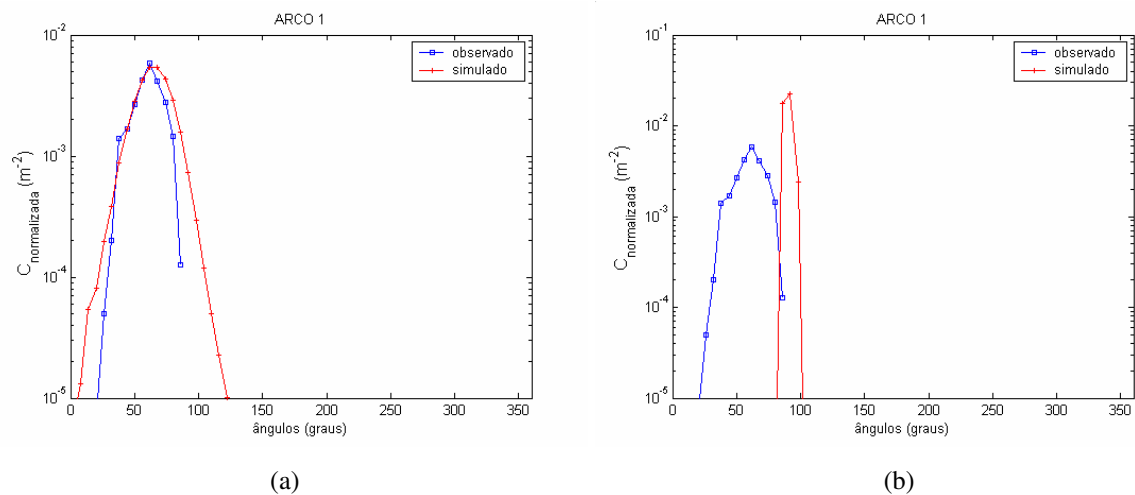 ARCO 1
observado
simulado
C_normalizada (m^-2)
10^-2
10^-3
10^-4
10^-5
0 50 100 150 200 250 300 350
ângulos (graus)
(a)
ARCO 1
observado
simulado
C_normalizada (m^-2)
10^-1
10^-2
10^-3
10^-4
10^-5
0 50 100 150 200 250 300 350
ângulos (graus)
(b)